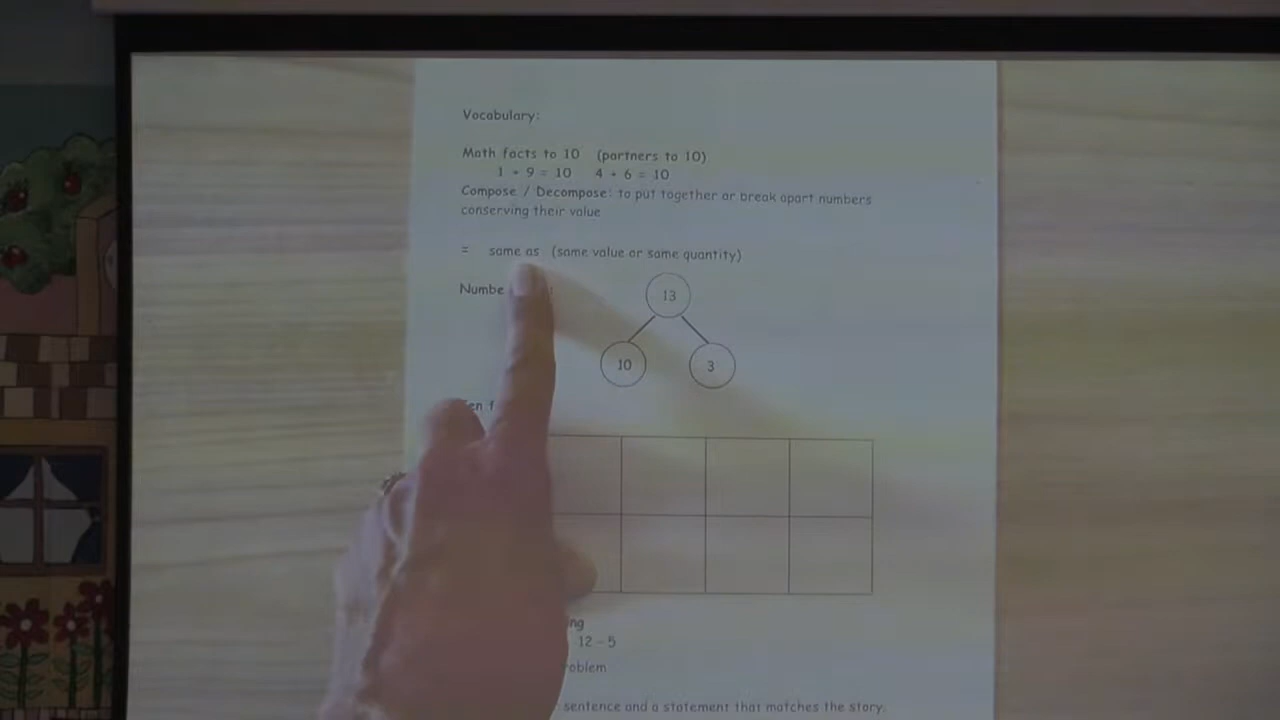 Vocabulary:
Math facts to 10 (partners to 10)
1 + 9 = 10 4 + 6 = 10
Compose / Decompose: to put together or break apart numbers
conserving their value
= same as (same value or same quantity)
13
10 3
12 - 5
sentence and a statement that matches the story.